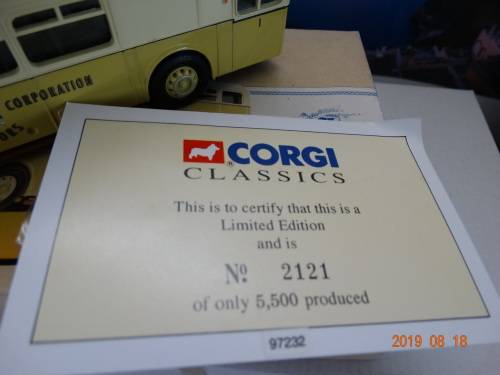 CORPORATION
CORGI
®
CLASSICS
This is to certify that this is a
Limited Edition
and is
No. 2121
of only 5,500 produced
97232
2019 08 18